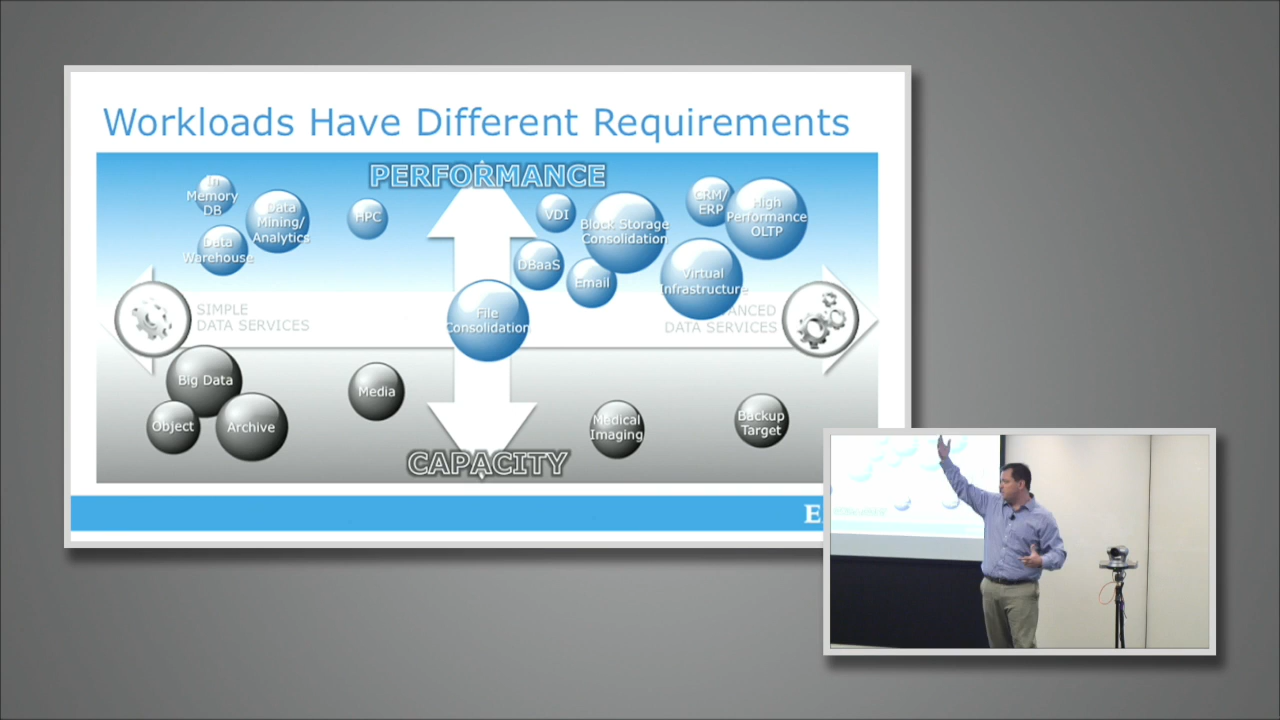 Workloads Have Different Requirements
PERFORMANCE
In
Memory
DB
Data
Mining/
Analytics
HPC
Data
Warehouse
VDI
Block Storage
Consolidation
CRM/
ERP
High
Performance
OLTP
DBaaS
Email
Virtual
Infrastructure
SIMPLE
DATA SERVICES
File
Consolidation
ANCED
DATA SERVICES
Big Data
Object
Archive
Media
Medical
Imaging
Backup
Target
CAPACITY
E